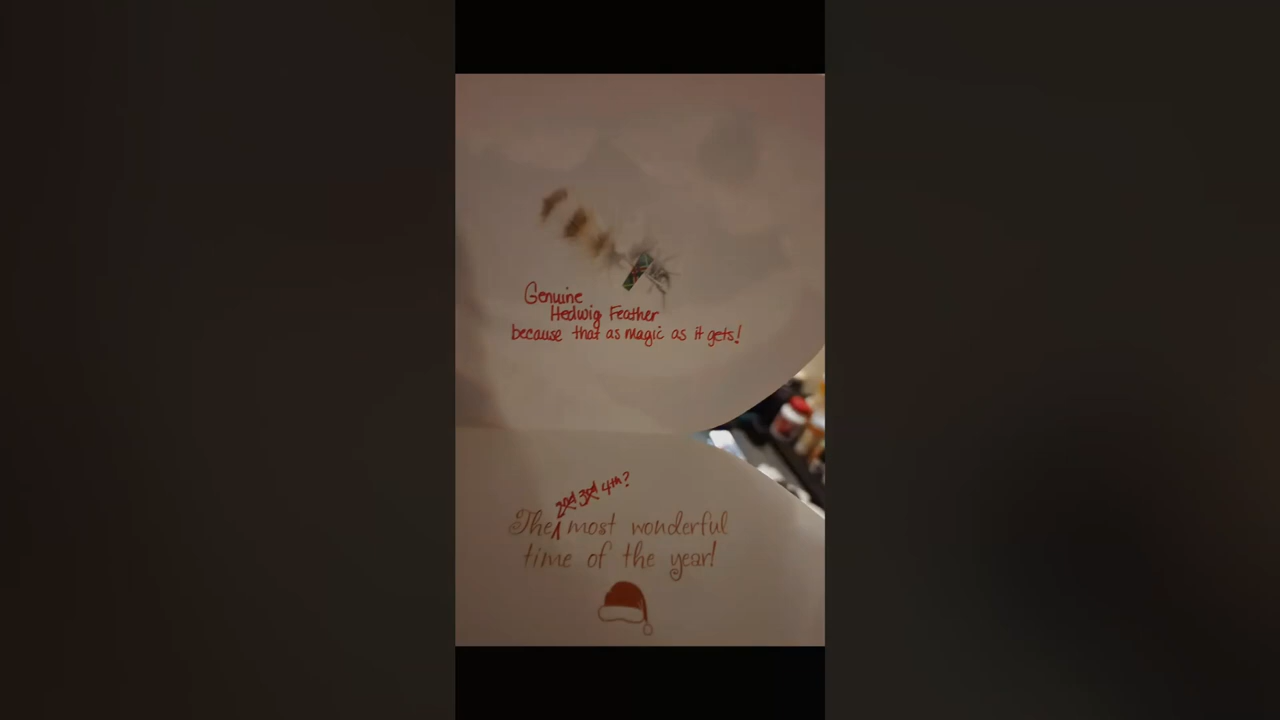 Genuine
Hedwig Feather
because that as magic as it gets!
2nd 3rd 4th?
The most wonderful
time of the year!